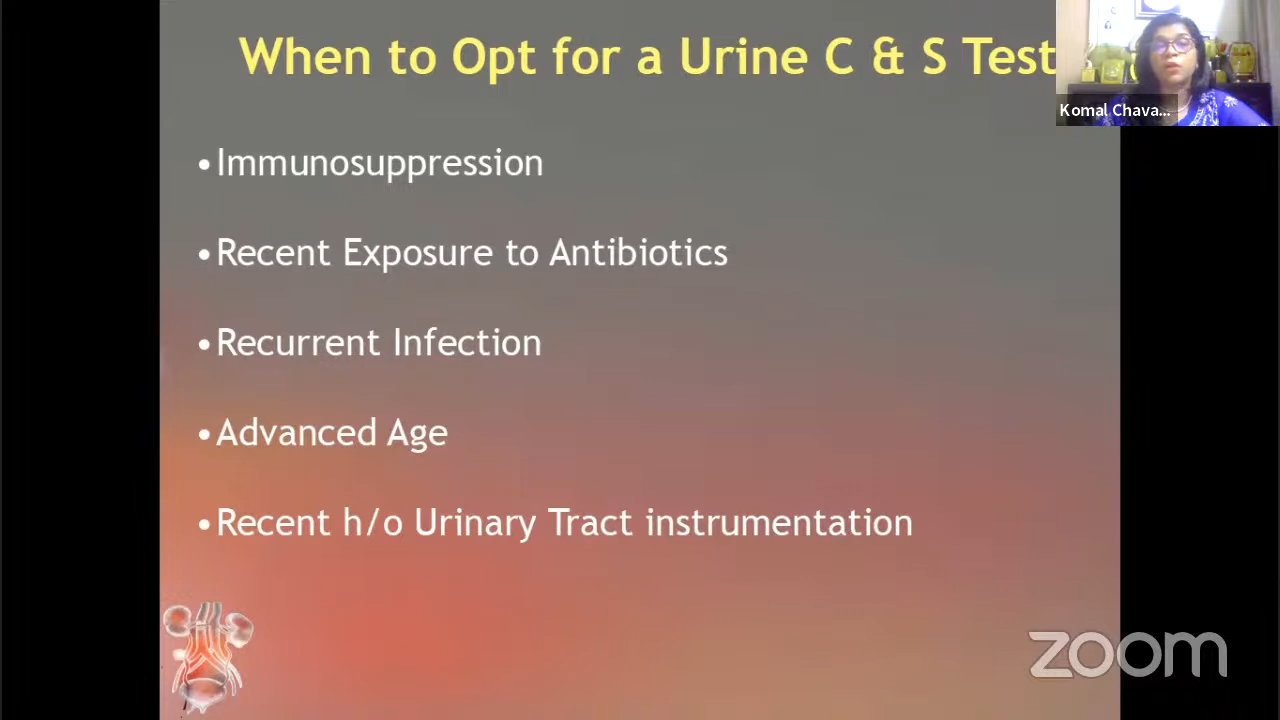 When to Opt for a Urine C & S Test
Komal Chava...
•Immunosuppression
•Recent Exposure to Antibiotics
•Recurrent Infection
•Advanced Age
•Recent h/o Urinary Tract instrumentation
zoom